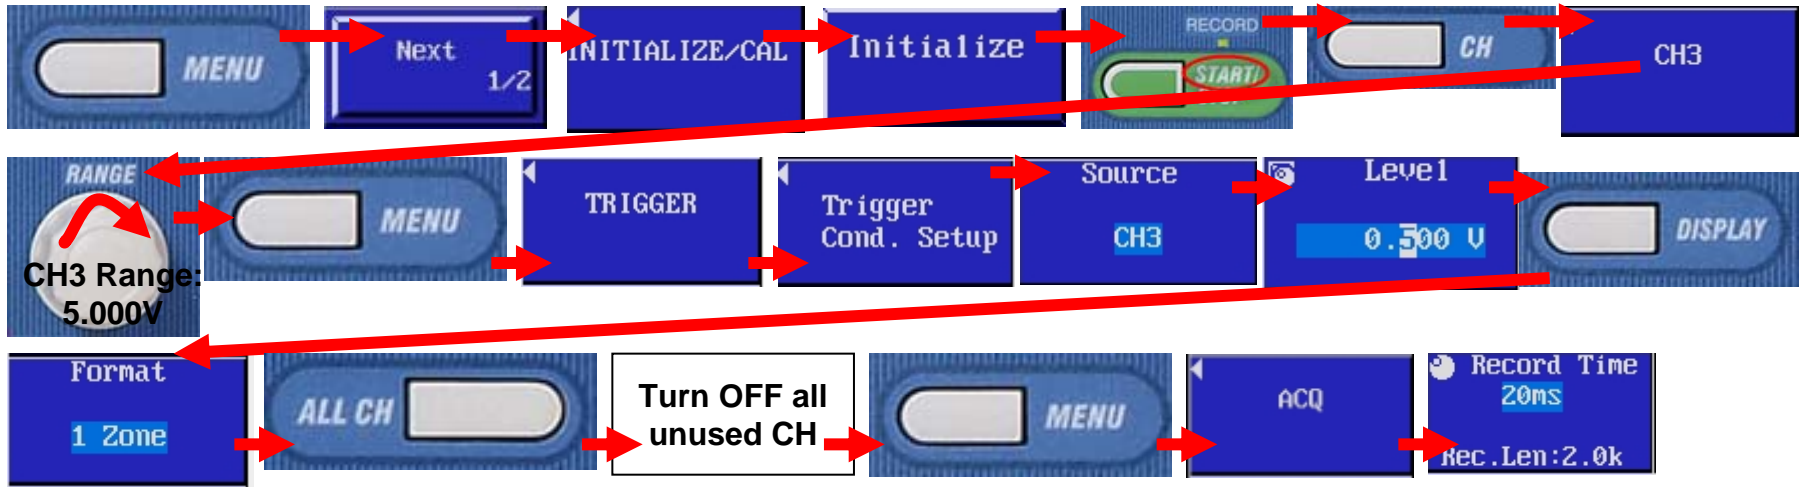 MENU
Next
1/2
INITIALIZE/CAL
Initialize
RECORD
START/
CH
CH3
RANGE
CH3 Range:
5.000V
MENU
TRIGGER
Trigger
Cond. Setup
Source
CH3
Level
0.500 V
DISPLAY
Format
1 Zone
ALL CH
Turn OFF all
unused CH
MENU
ACQ
Record Time
20ms
Rec.Len:2.0k